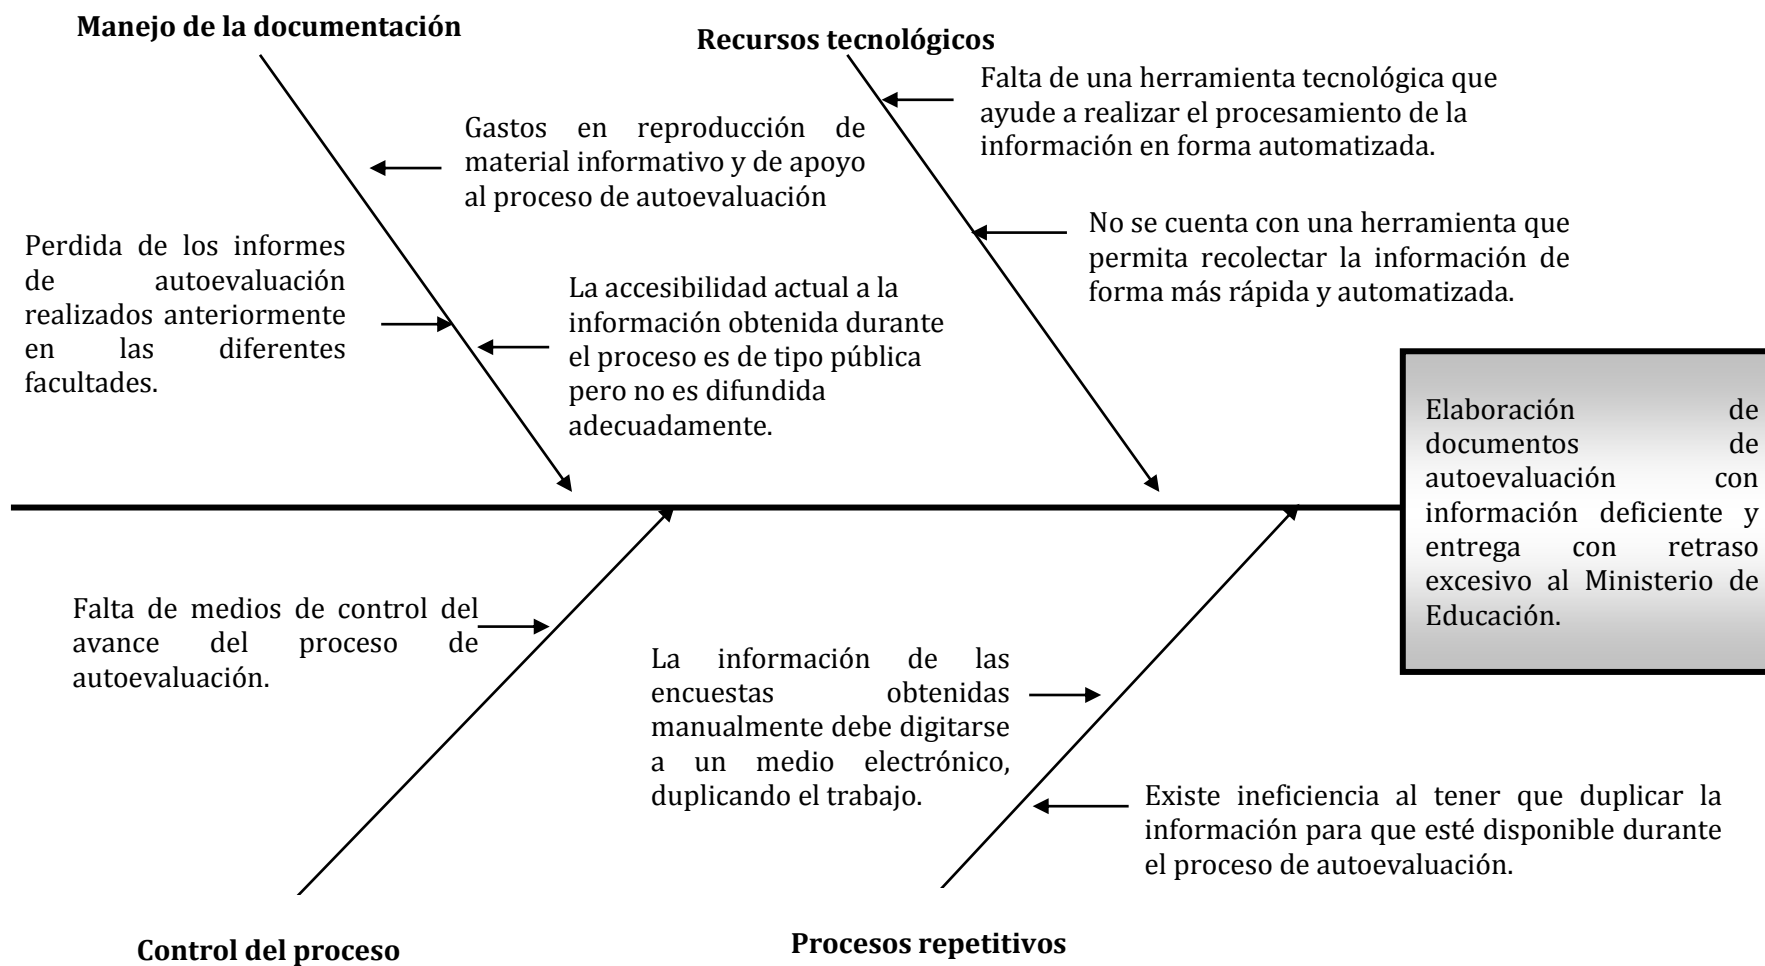 Manejo de la documentación
Recursos tecnológicos
Falta de una herramienta tecnológica que
ayude a realizar el procesamiento de la
información en forma automatizada.
Gastos en reproducción de
material informativo y de apoyo
al proceso de autoevaluación
No se cuenta con una herramienta que
permita recolectar la información de
forma más rápida y automatizada.
Perdida de los informes
de autoevaluación
realizados anteriormente
en las diferentes
facultades.
La accesibilidad actual a la
información obtenida durante
el proceso es de tipo pública
pero no es difundida
adecuadamente.
Elaboración de
documentos de
autoevaluación con
información deficiente y
entrega con retraso
excesivo al Ministerio de
Educación.
Falta de medios de control del
avance del proceso de
autoevaluación.
La información de las
encuestas obtenidas
manualmente debe digitarse
a un medio electrónico,
duplicando el trabajo.
Existe ineficiencia al tener que duplicar la
información para que esté disponible durante
el proceso de autoevaluación.
Control del proceso
Procesos repetitivos